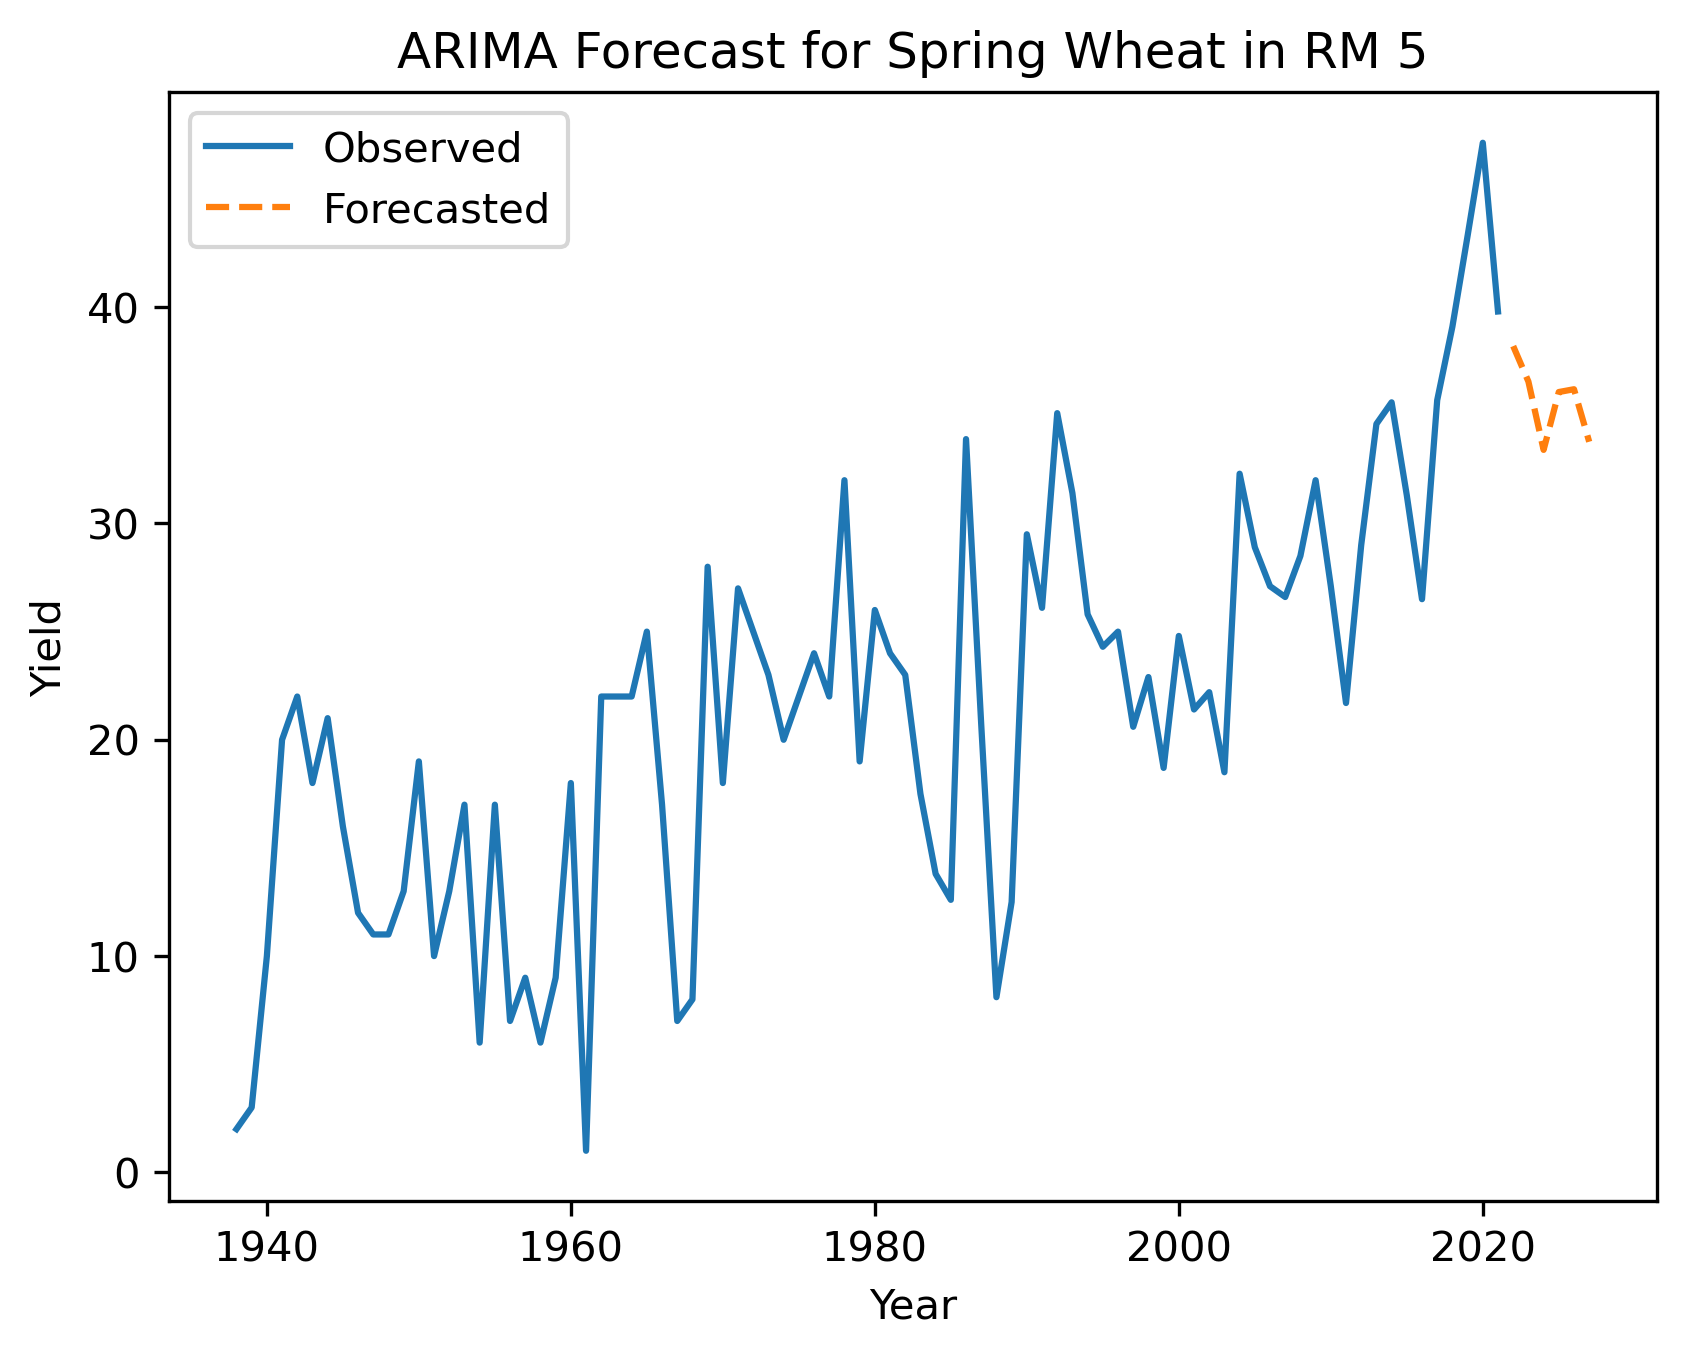 ARIMA Forecast for Spring Wheat in RM 5
Observed
Forecasted
Yield
40
30
20
10
0
1940 1960 1980 2000 2020
Year